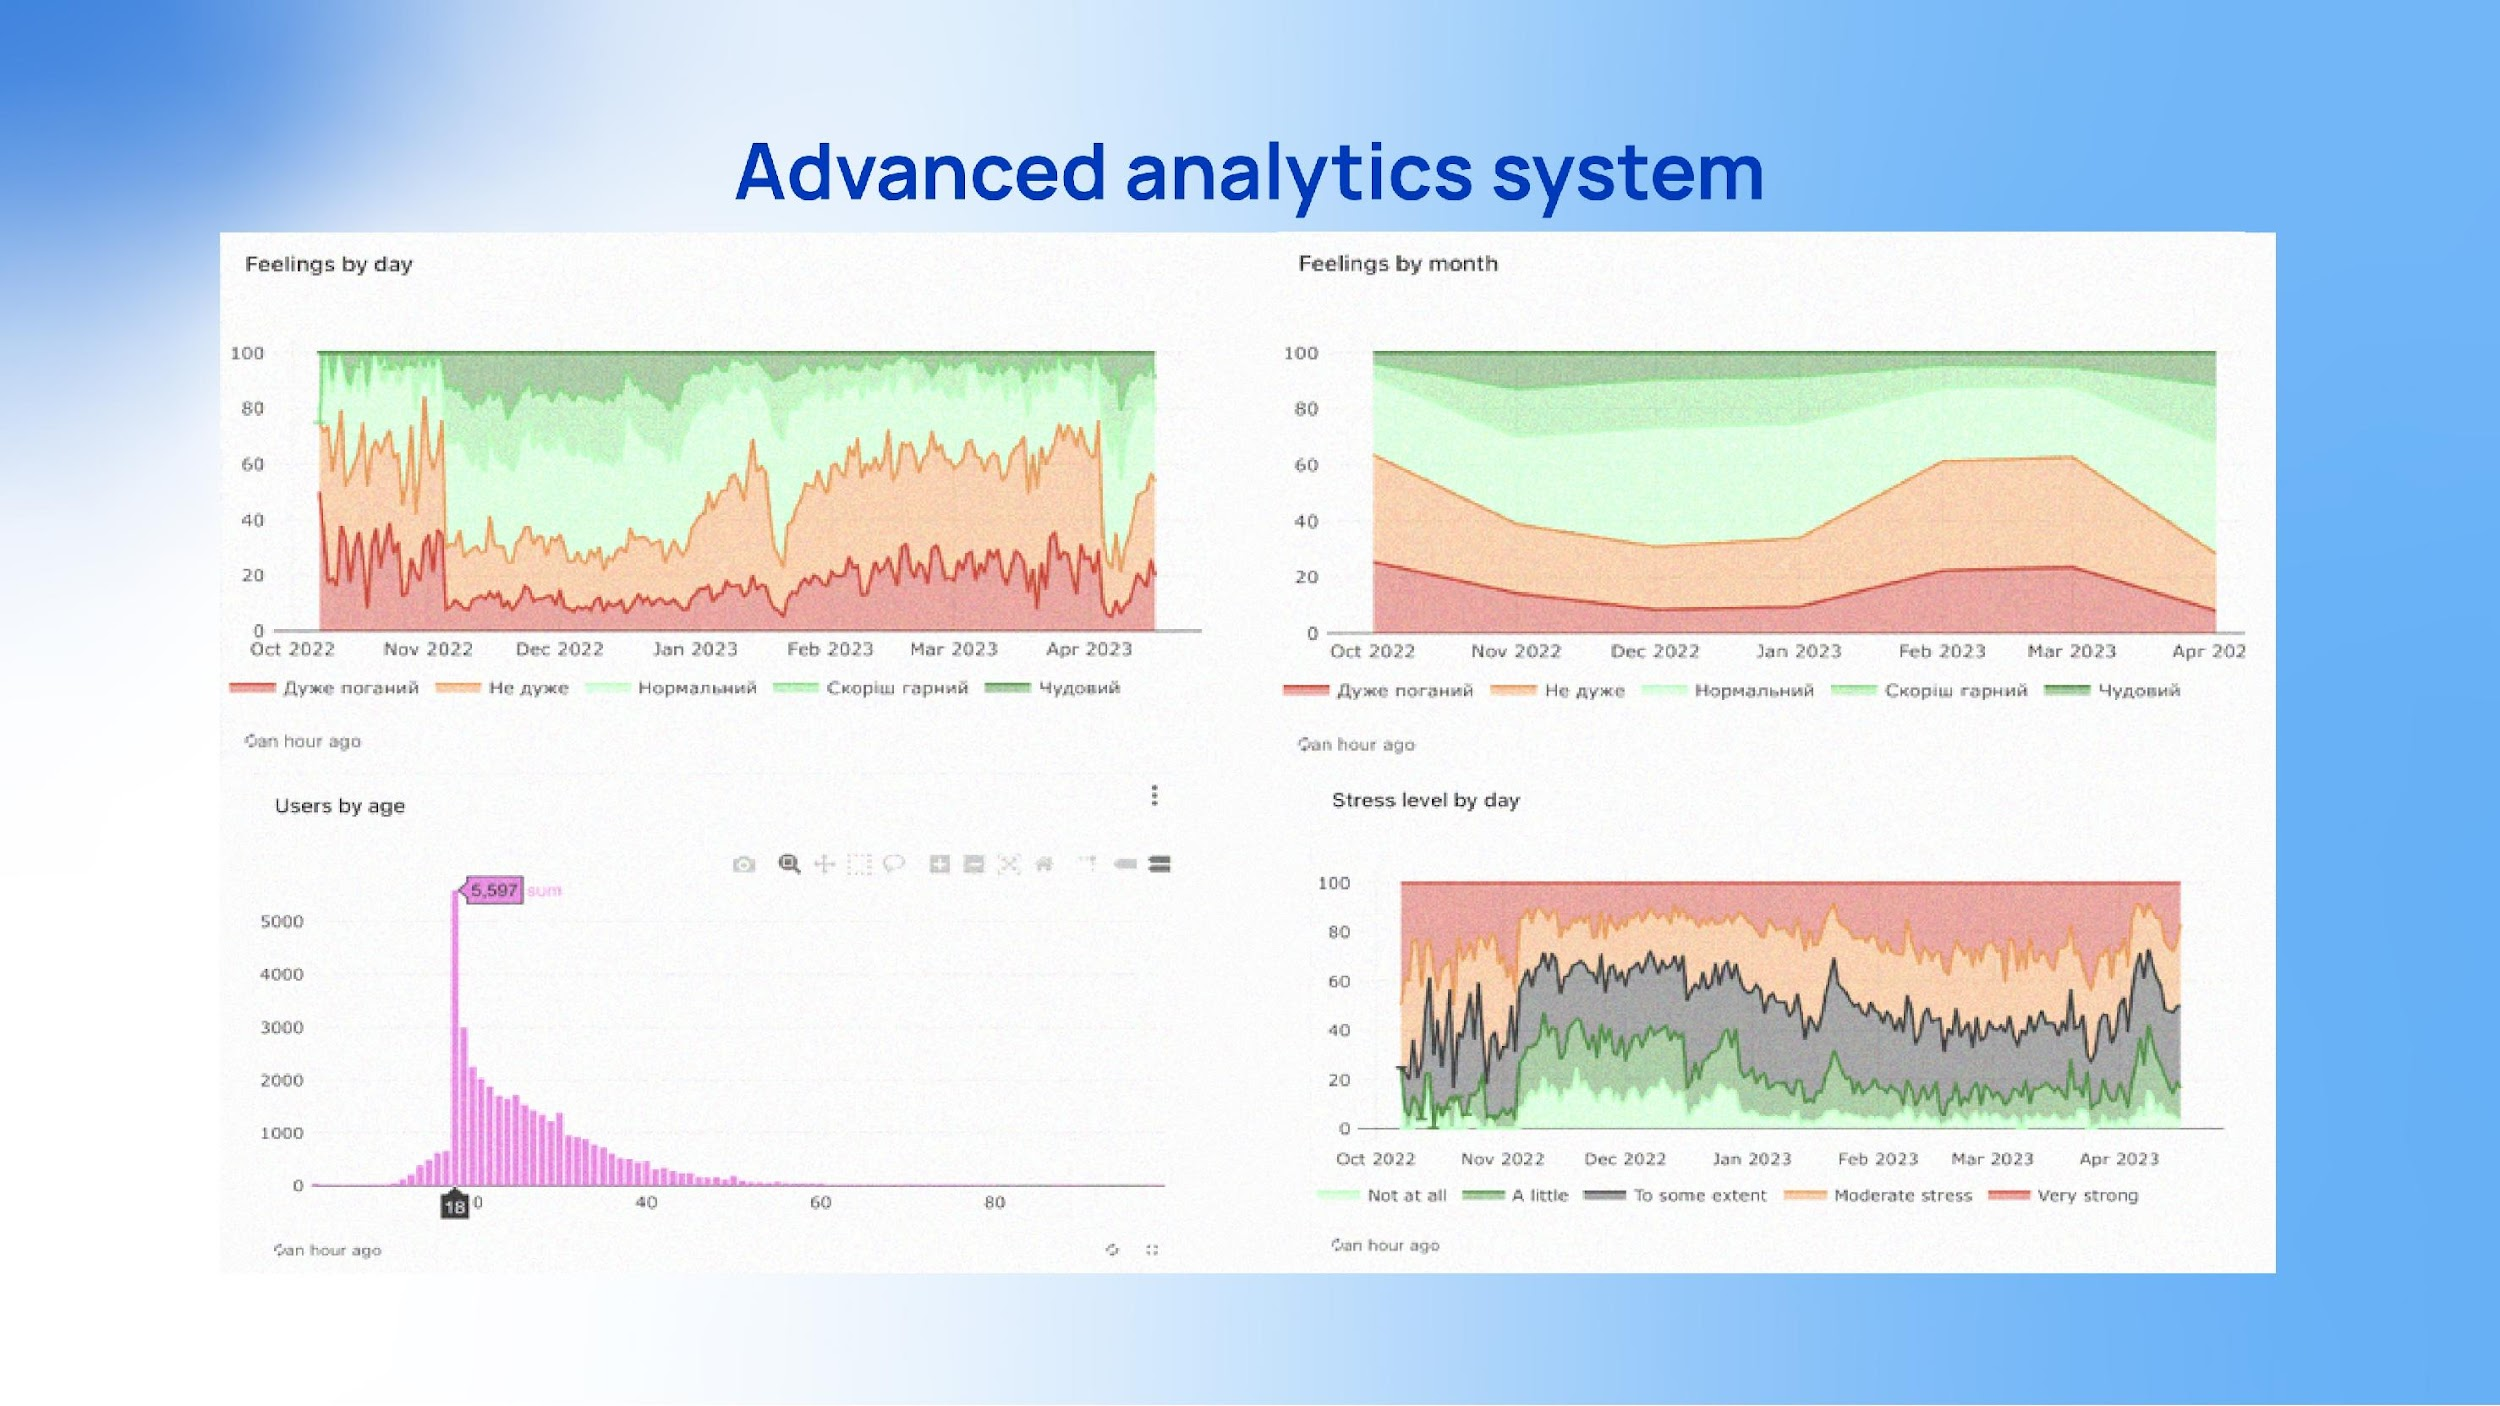 Advanced analytics system
Feelings by day
100
80
60
40
20
0
Oct 2022 Nov 2022 Dec 2022 Jan 2023 Feb 2023 Mar 2023 Apr 2023
Дуже поганий Не дуже Нормальний Скоріш гарний Чудовий
an hour ago
Feelings by month
100
80
60
40
20
0
Oct 2022 Nov 2022 Dec 2022 Jan 2023 Feb 2023 Mar 2023 Apr 202
Дуже поганий Не дуже Нормальний Скоріш гарний Чудовий
an hour ago
Users by age
5,597 sum
5000
4000
3000
2000
1000
0
18 0 40 60 80
an hour ago
Stress level by day
100
80
60
40
20
0
Oct 2022 Nov 2022 Dec 2022 Jan 2023 Feb 2023 Mar 2023 Apr 2023
Not at all A little To some extent Moderate stress Very strong
an hour ago